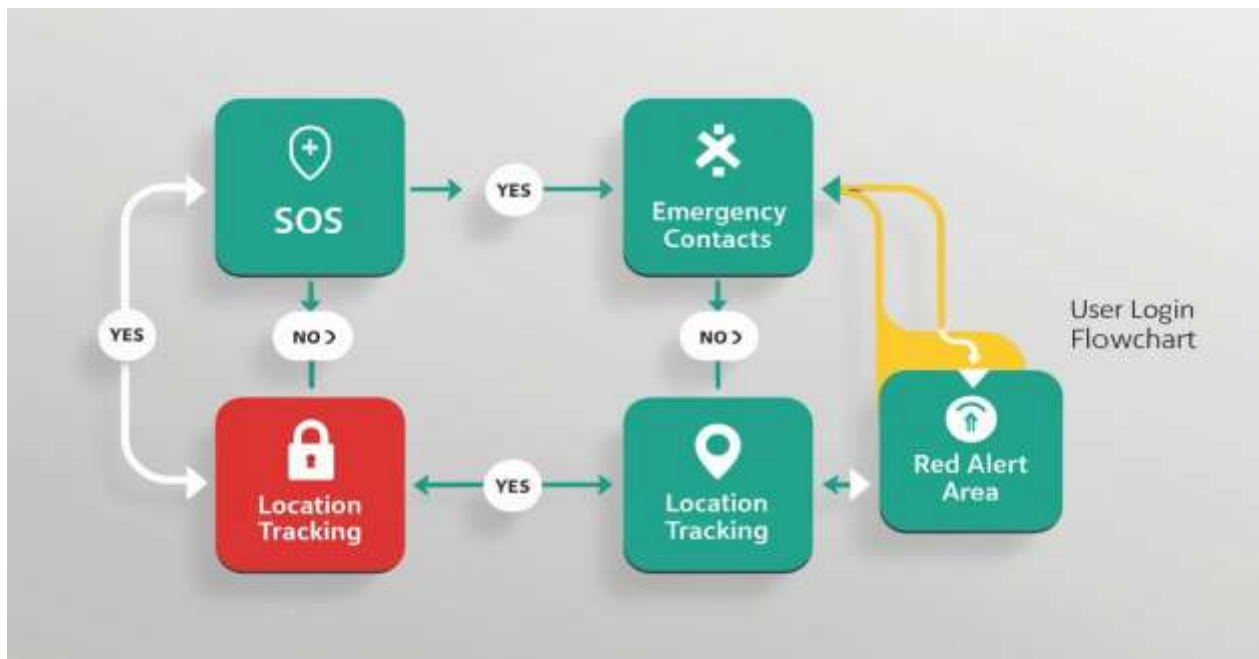 SOS
YES
Emergency
Contacts
User Login
Flowchart
YES
NO
NO
Location
Tracking
YES
Location
Tracking
Red Alert
Area